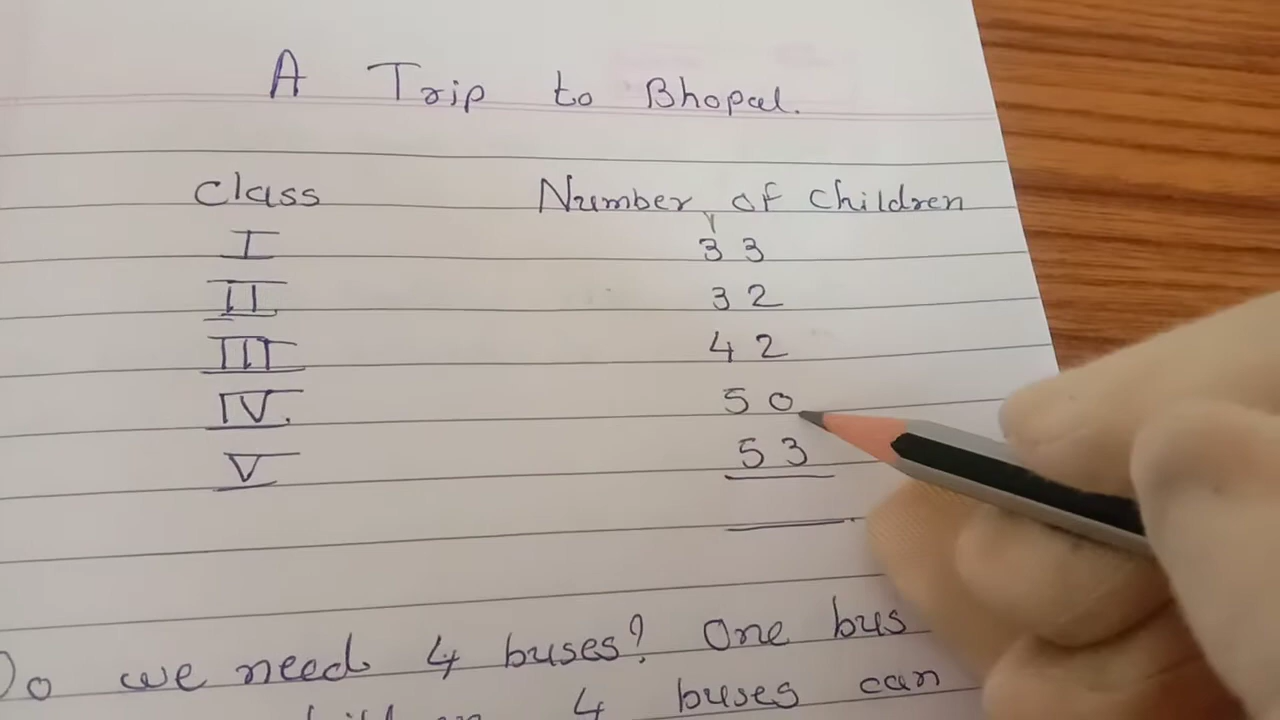 A Trip to Bhopal.
Class Number of children
I 33
II 32
III 42
IV. 50
V 53
Do we need 4 buses? One bus
4 buses can